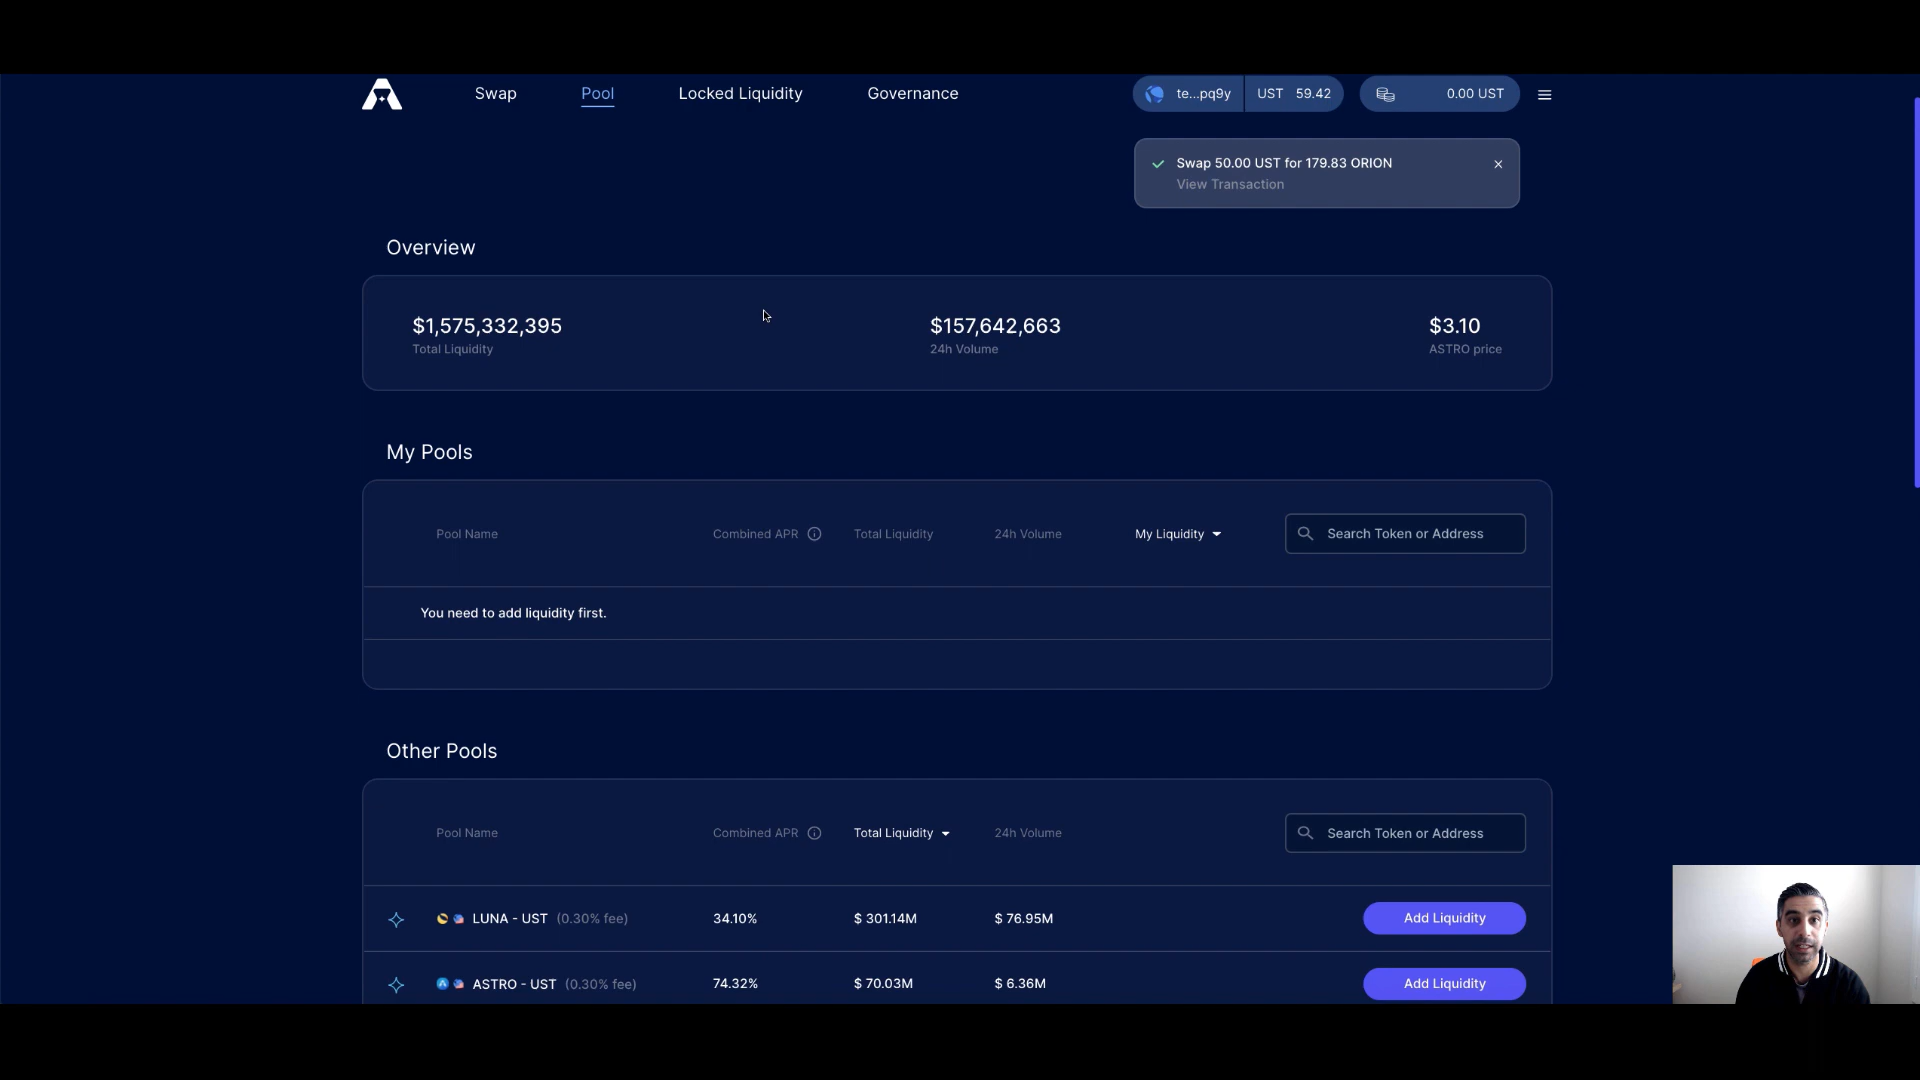 Swap Pool Locked Liquidity Governance te...pq9y UST 59.42 0.00 UST
Swap 50.00 UST for 179.83 ORION
View Transaction
Overview
$1,575,332,395 $157,642,663 $3.10
Total Liquidity 24h Volume ASTRO price
My Pools
Pool Name Combined APR Total Liquidity 24h Volume My Liquidity Search Token or Address
You need to add liquidity first.
Other Pools
Pool Name Combined APR Total Liquidity 24h Volume Search Token or Address
LUNA - UST (0.30% fee) 34.10% $ 301.14M $ 76.95M Add Liquidity
ASTRO - UST (0.30% fee) 74.32% $ 70.03M $ 6.36M Add Liquidity